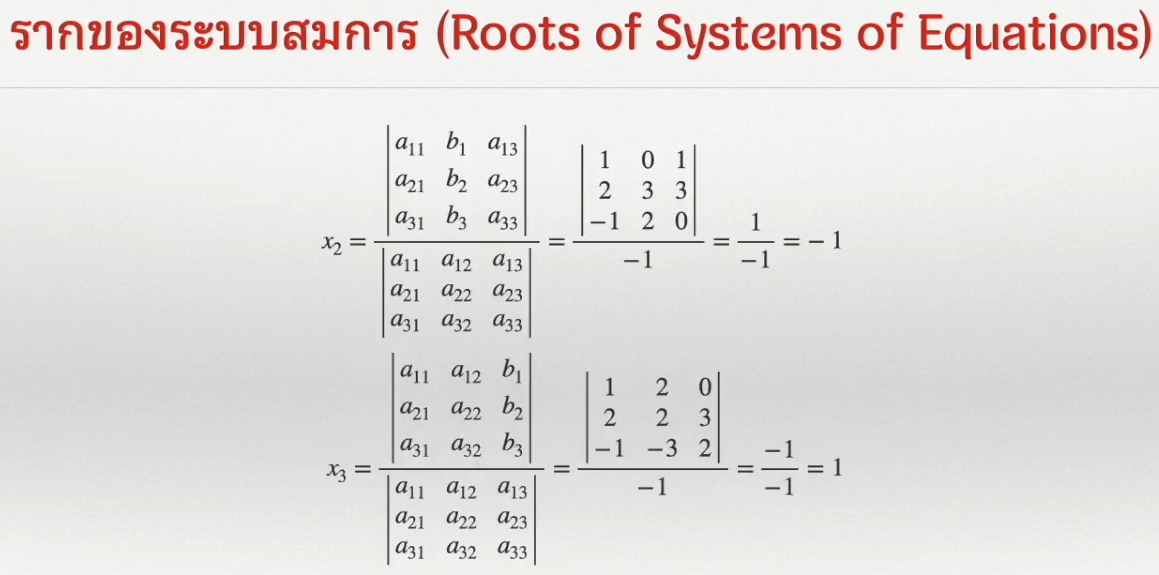 รากของระบบสมการ (Roots of Systems of Equations)
a11 b1 a13
a21 b2 a23
a31 b3 a33
1 0 1
2 3 3
−1 2 0
x2 = = = 1 = − 1
−1 −1
a11 a12 a13
a21 a22 a23
a31 a32 a33
a11 a12 b1
a21 a22 b2
a31 a32 b3
1 2 0
2 2 3
−1 −3 2
x3 = = = −1 = 1
−1 −1
a11 a12 a13
a21 a22 a23
a31 a32 a33